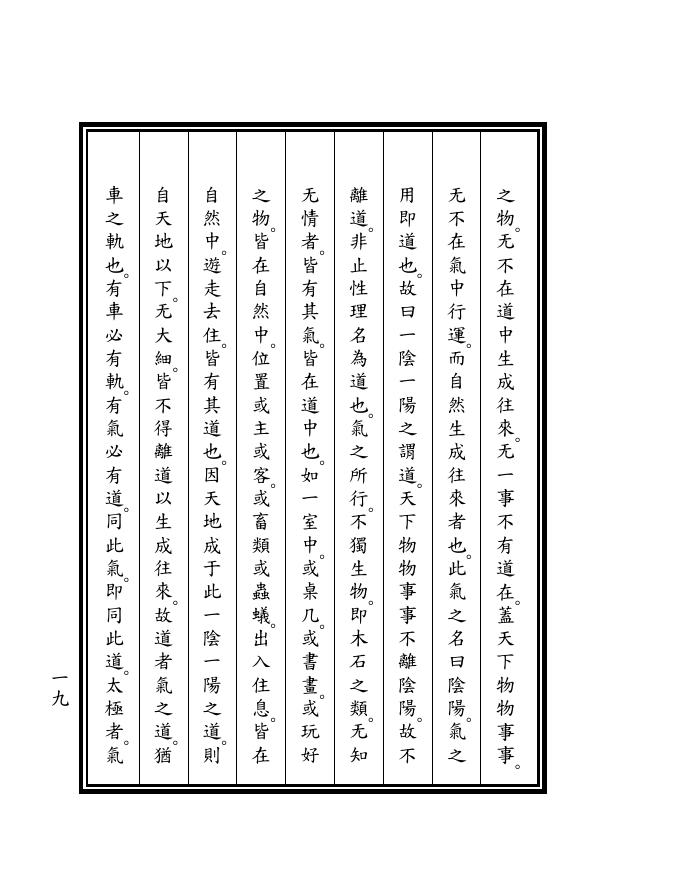 之物。无不在道中生成往來。无一事不有道在。蓋天下物物事事。
无不在氣中行運。而自然生成往來者也。此氣之名曰陰陽。氣之
用即道也。故曰一陰一陽之謂道。天下物物事事不離陰陽。故不
離道。非止性理名為道也。氣之所行。不獨生物。即木石之類。无知
无情者。皆有其氣。皆在道中也。如一室中。或桌几。或書畫。或玩好
之物。皆在自然中。位置或主或客。或畜類或蟲蟻。出入住息。皆在
自然中。遊走去住。皆有其道也。因天地成于此一陰一陽之道。則
自天地以下。无大細。皆不得離道以生成往來。故道者氣之道。猶
車之軌也。有車必有軌。有氣必有道。同此氣。即同此道。太極者。氣
一九